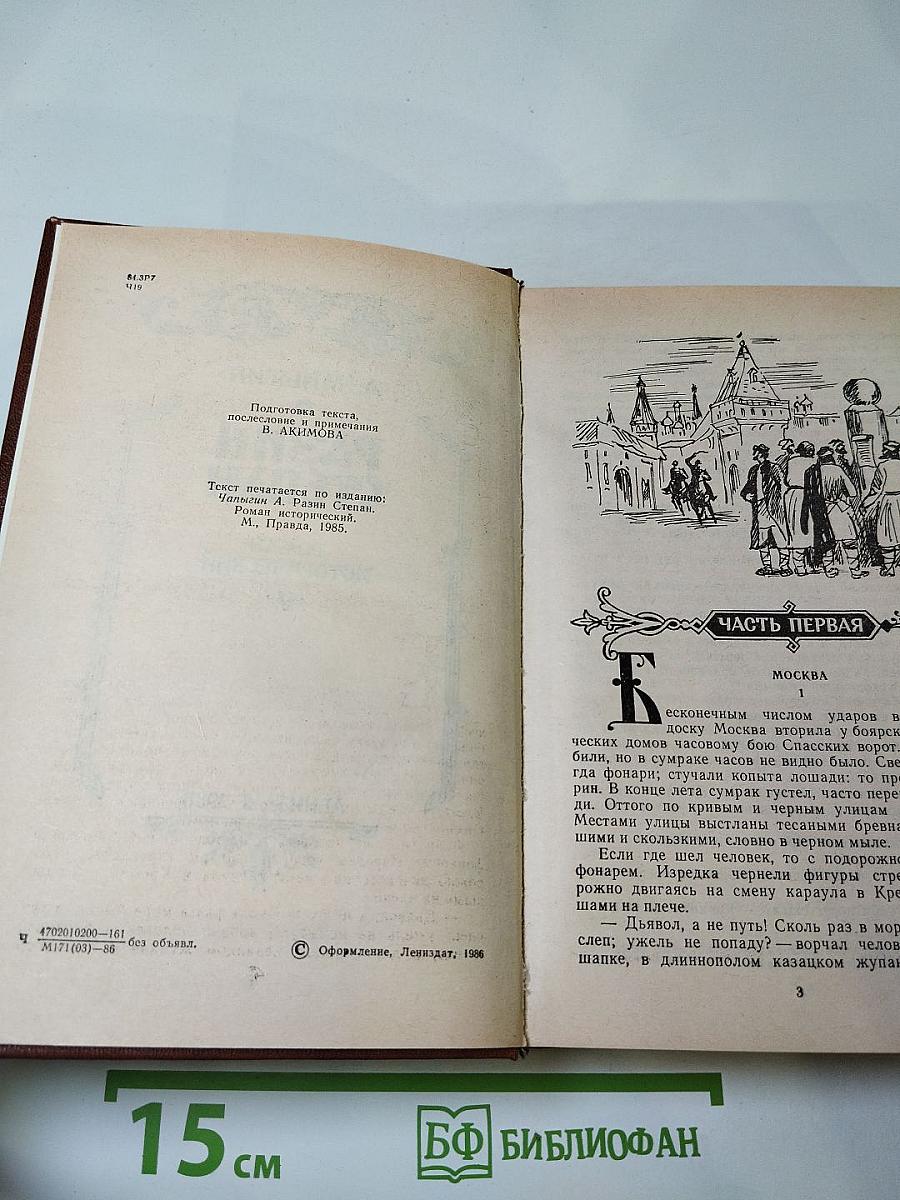 84.3Р7
Ч19
Подготовка текста,
послесловие и примечания
В. АКИМОВА
Текст печатается по изданию:
Чапыгин А. Разин Степан.
Роман исторический.
М., Правда, 1985.
Ч 4702010200—161
М171(03)—86 без объявл.
© Оформление, Лениздат, 1986
ЧАСТЬ ПЕРВАЯ
МОСКВА
1
Бесконечным числом ударов в
доску Москва вторила у боярск
ческих домов часовому бою Спасских ворот.
били, но в сумраке часов не видно было. Све
гда фонари; стучали копыта лошади: то про
рин. В конце лета сумрак густел, часто пере
ди. Оттого по кривым и черным улицам
Местами улицы выстланы тесаными бревна
шими и скользкими, словно в черном мыле.
Если где шел человек, то с подорожно
фонарем. Изредка чернели фигуры стре
рожно двигаясь на смену караула в Кре
шами на плече.
— Дьявол, а не путь! Сколь раз в мор
слеп; ужель не попаду? — ворчал челов
шапке, в длиннополом казацком жупан
3
15 см
БФ БИБЛИОФАН